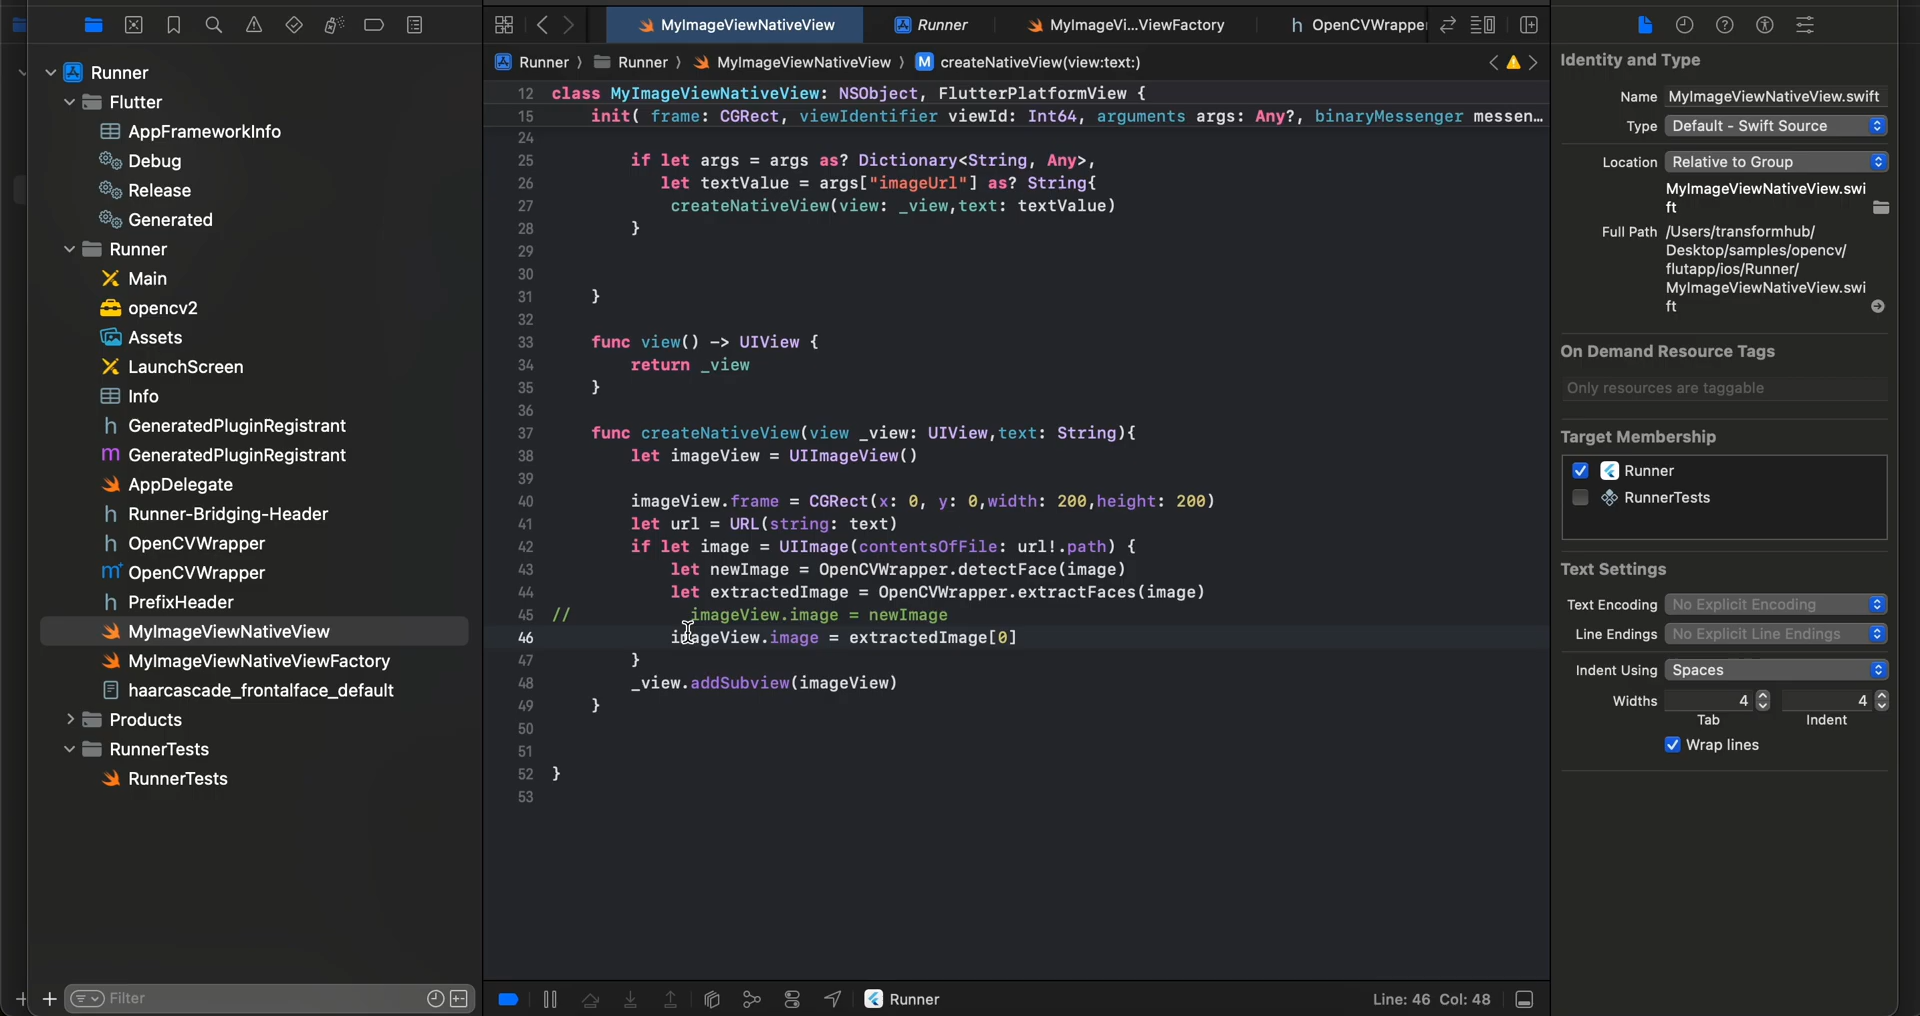 MyImageViewNativeView
Runner
MyImageVi...ViewFactory
OpenCVWrapper
Runner
Flutter
AppFrameworkInfo
Debug
Release
Generated
Runner
Main
opencv2
Assets
LaunchScreen
Info
h GeneratedPluginRegistrant
m GeneratedPluginRegistrant
AppDelegate
h Runner-Bridging-Header
h OpenCVWrapper
m OpenCVWrapper
h PrefixHeader
MyImageViewNativeView
MyImageViewNativeViewFactory
haarcascade_frontalface_default
Products
RunnerTests
RunnerTests
Filter
Runner 〉 Runner 〉 MyImageViewNativeView 〉 M createNativeView(view:text:)
12 class MyImageViewNativeView: NSObject, FlutterPlatformView {
15 init( frame: CGRect, viewIdentifier viewId: Int64, arguments args: Any?, binaryMessenger messen…
24
25 if let args = args as? Dictionary<String, Any>,
26 let textValue = args["imageUrl"] as? String{
27 createNativeView(view: _view,text: textValue)
28 }
29
30
31 }
32
33 func view() -> UIView {
34 return _view
35 }
36
37 func createNativeView(view _view: UIView,text: String){
38 let imageView = UIImageView()
39
40 imageView.frame = CGRect(x: 0, y: 0,width: 200,height: 200)
41 let url = URL(string: text)
42 if let image = UIImage(contentsOfFile: url!.path) {
43 let newImage = OpenCVWrapper.detectFace(image)
44 let extractedImage = OpenCVWrapper.extractFaces(image)
45 // imageView.image = newImage
46 imageView.image = extractedImage[0]
47 }
48 _view.addSubview(imageView)
49 }
50
51
52 }
53
Runner
Line: 46 Col: 48
Identity and Type
Name MyImageViewNativeView.swift
Type Default - Swift Source
Location Relative to Group
MyImageViewNativeView.swi
ft
Full Path /Users/transformhub/
Desktop/samples/opencv/
flutapp/ios/Runner/
MyImageViewNativeView.swi
ft
On Demand Resource Tags
Only resources are taggable
Target Membership
Runner
RunnerTests
Text Settings
Text Encoding No Explicit Encoding
Line Endings No Explicit Line Endings
Indent Using Spaces
Widths 4 4
Tab Indent
Wrap lines